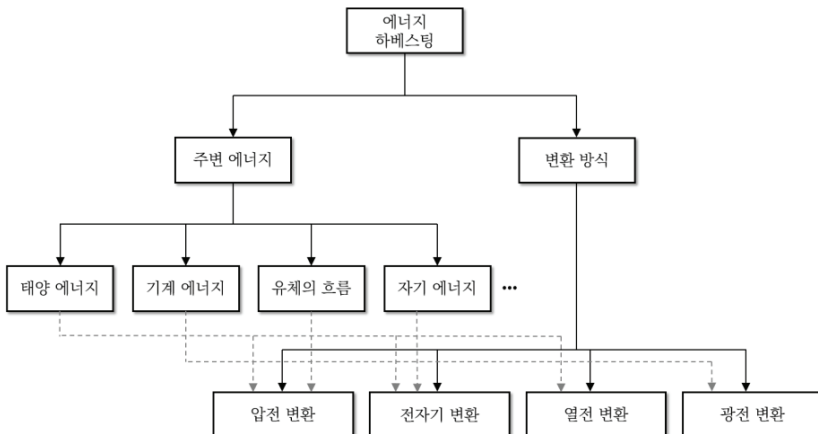 에너지
하베스팅
주변 에너지
변환 방식
태양 에너지
기계 에너지
유체의 흐름
자기 에너지
...
압전 변환
전자기 변환
열전 변환
광전 변환